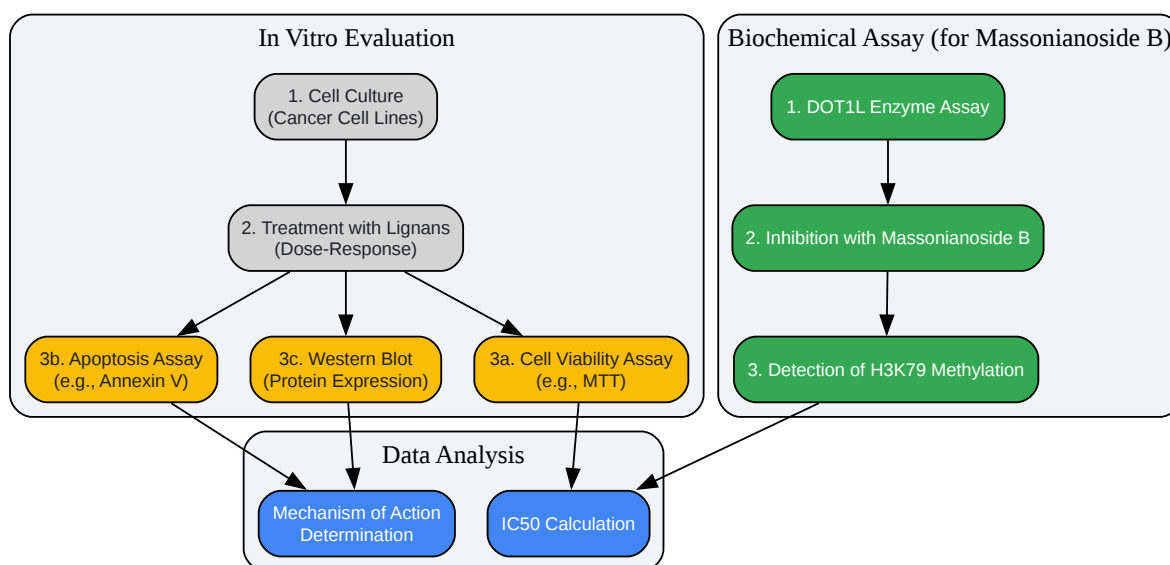 In Vitro Evaluation
1. Cell Culture
(Cancer Cell Lines)
2. Treatment with Lignans
(Dose-Response)
3b. Apoptosis Assay
(e.g., Annexin V)
3c. Western Blot
(Protein Expression)
3a. Cell Viability Assay
(e.g., MTT)
Biochemical Assay (for Massonianoside B)
1. DOT1L Enzyme Assay
2. Inhibition with Massonianoside B
3. Detection of H3K79 Methylation
Data Analysis
Mechanism of Action
Determination
IC50 Calculation